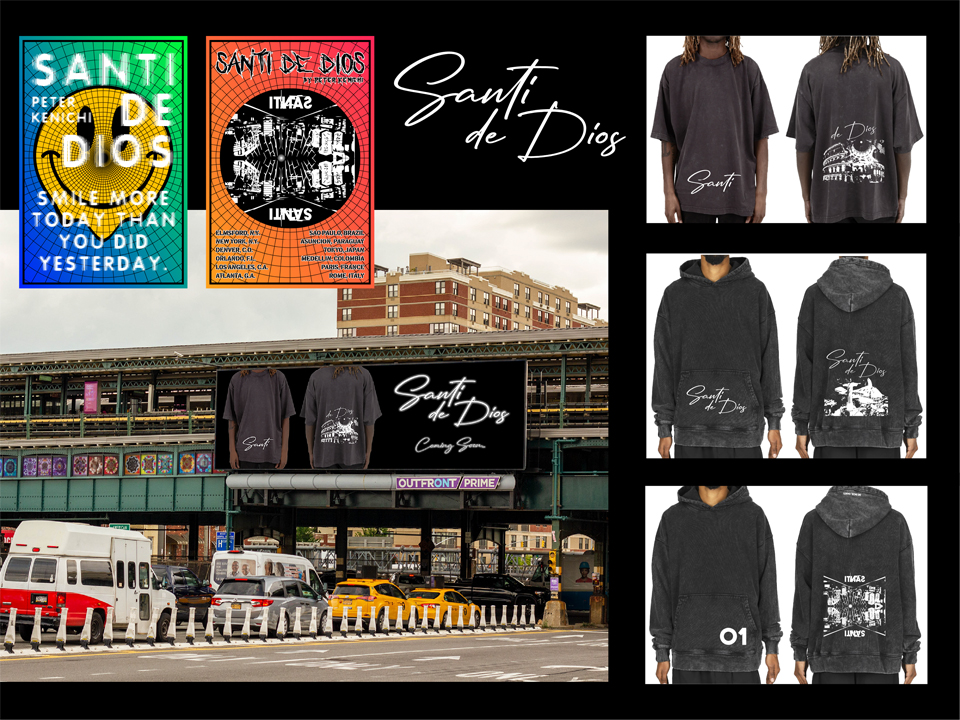 SANTI
PETER
KENICHI
DE
DIOS
SMILE MORE
TODAY THAN
YOU DID
YESTERDAY.
SANTI DE DIOS
BY PETER KENICHI
SANTI
SANTI
ELMSFORD, N.Y.
NEW YORK, N.Y.
DENVER, C.O.
ORLANDO, F.L.
LOS ANGELES, C.A.
ATLANTA, G.A.
SAO PAULO, BRAZIL
ASUNCION, PARAGUAY
TOKYO, JAPAN
MEDELLIN, COLOMBIA
PARIS, FRANCE
ROME, ITALY
Santi
de Dios
Santi
de Dios
Santi
de Dios
Santi
de Dios
01
SANTI
SANTI
Santi
de Dios
Santi
de Dios
Coming Soon
OUTFRONT/PRIME/